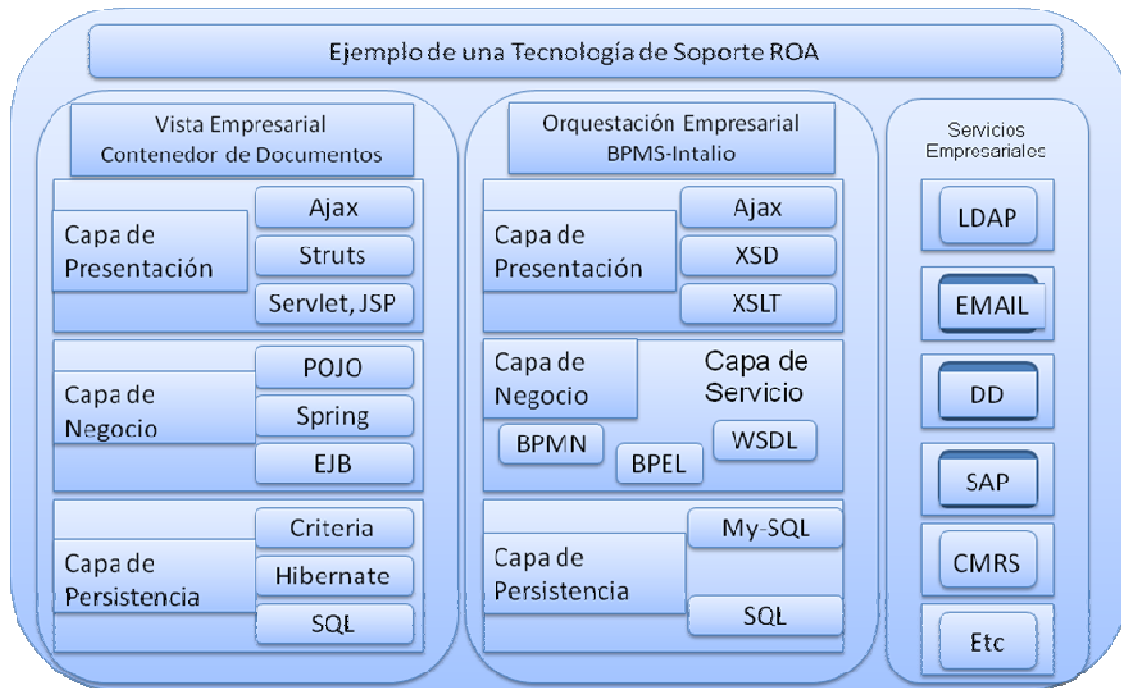 Ejemplo de una Tecnología de Soporte ROA
Vista Empresarial
Contenedor de Documentos
Capa de
Presentación
Ajax
Struts
Servlet, JSP
Capa de
Negocio
POJO
Spring
EJB
Capa de
Persistencia
Criteria
Hibernate
SQL
Orquestación Empresarial
BPMS-Intalio
Capa de
Presentación
Ajax
XSD
XSLT
Capa de
Negocio
Capa de
Servicio
BPMN
BPEL
WSDL
Capa de
Persistencia
My-SQL
SQL
Servicios
Empresariales
LDAP
EMAIL
DD
SAP
CMRS
Etc